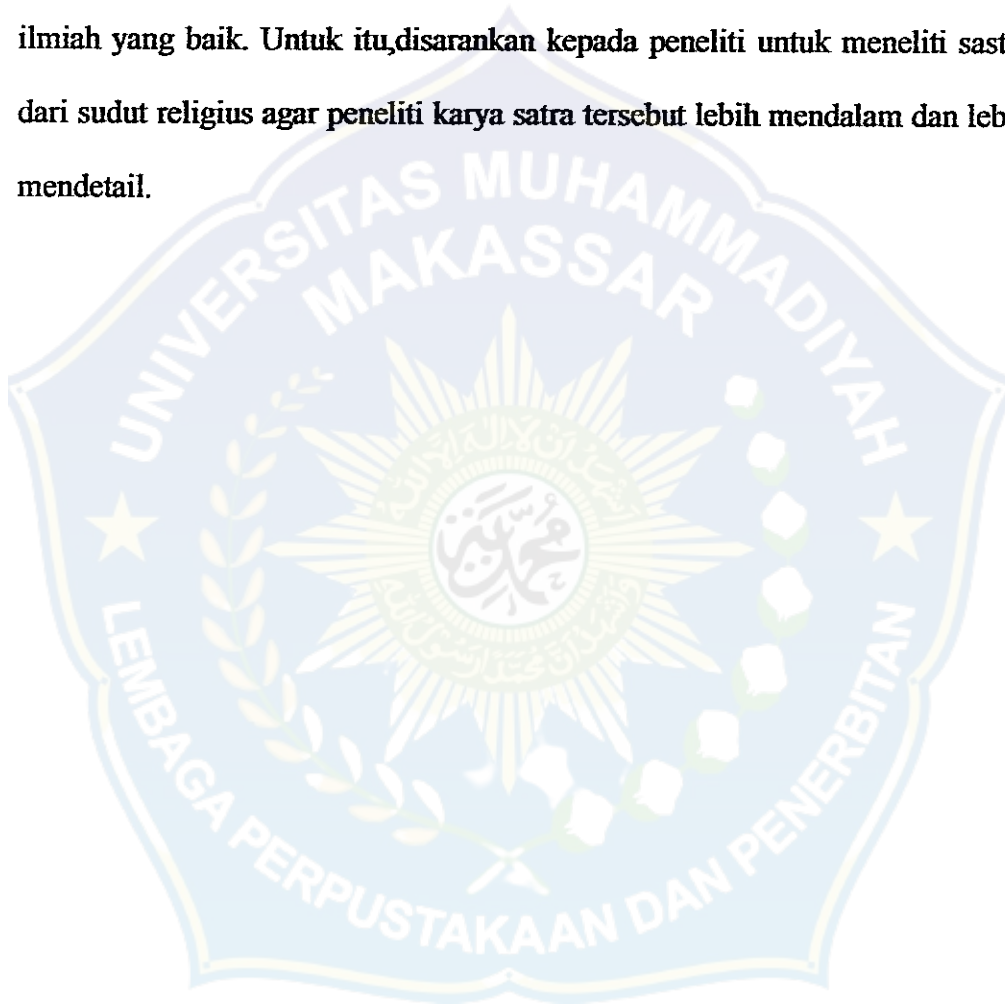 ilmiah yang baik. Untuk itu,disarankan kepada peneliti untuk meneliti sast
dari sudut religius agar peneliti karya satra tersebut lebih mendalam dan leb
mendetail.
UNIVERSITAS MUHAMMADIYAH
MAKASSAR
LEMBAGA PERPUSTAKAAN DAN PENERBITAN